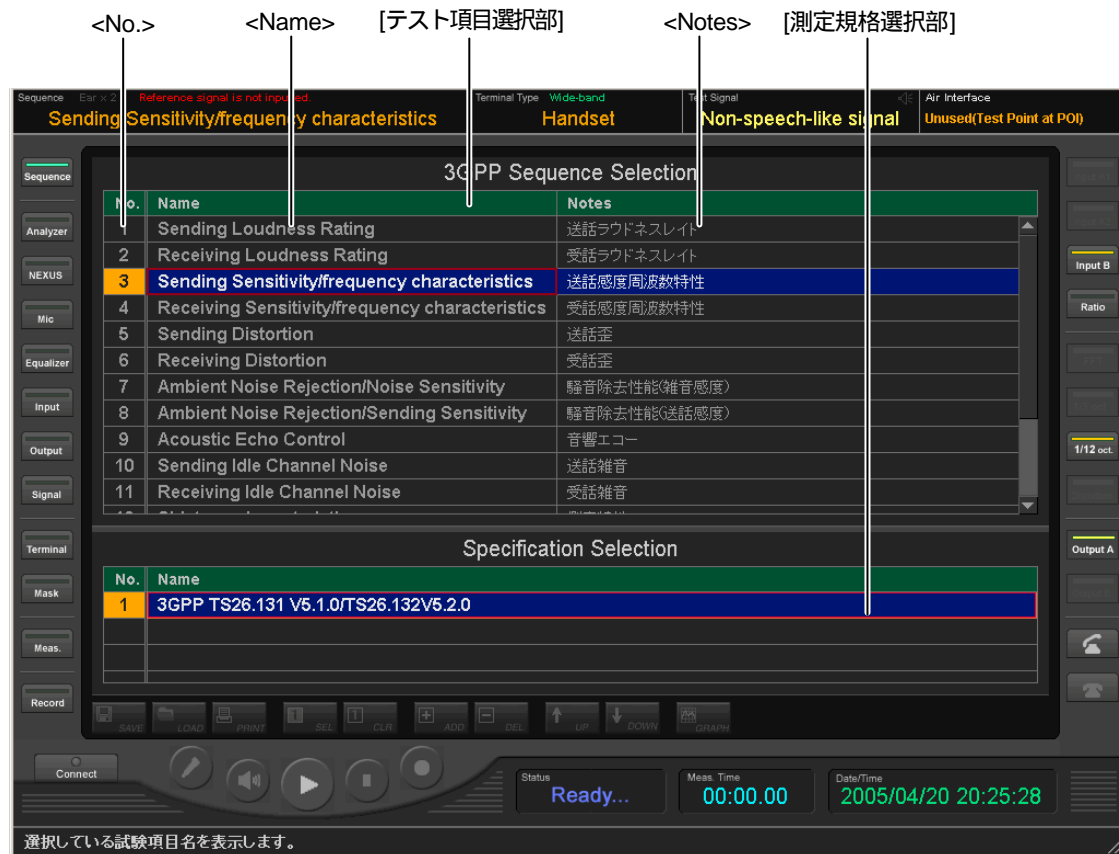 <No.> <Name> [テスト項目選択部] <Notes> [測定規格選択部]
Sequence Ear × 2 Reference signal is not inputted. Terminal Type Wide-band Test Signal Air Interface
Sending Sensitivity/frequency characteristics Handset Non-speech-like signal Unused(Test Point at POI)
3GPP Sequence Selection
No. Name Notes
1 Sending Loudness Rating 送話ラウドネスレイト
2 Receiving Loudness Rating 受話ラウドネスレイト
3 Sending Sensitivity/frequency characteristics 送話感度周波数特性
4 Receiving Sensitivity/frequency characteristics 受話感度周波数特性
5 Sending Distortion 送話歪
6 Receiving Distortion 受話歪
7 Ambient Noise Rejection/Noise Sensitivity 騒音除去性能(雑音感度)
8 Ambient Noise Rejection/Sending Sensitivity 騒音除去性能(送話感度)
9 Acoustic Echo Control 音響エコー
10 Sending Idle Channel Noise 送話雑音
11 Receiving Idle Channel Noise 受話雑音
Specification Selection
No. Name
1 3GPP TS26.131 V5.1.0/TS26.132V5.2.0
SAVE LOAD PRINT 1 SEL 1 CLR ADD DEL UP DOWN GRAPH
Sequence
Analyzer
NEXUS
Mic
Equalizer
Input
Output
Signal
Terminal
Mask
Meas.
Record
Input B
Ratio
1/12 oct.
Output A
Connect
Status
Ready...
Meas. Time
00:00.00
Date/Time
2005/04/20 20:25:28
選択している試験項目名を表示します。